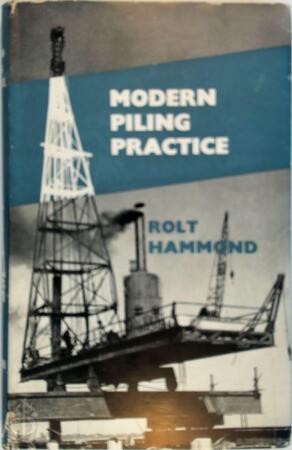 MODERN
PILING
PRACTICE
ROLT
HAMMOND